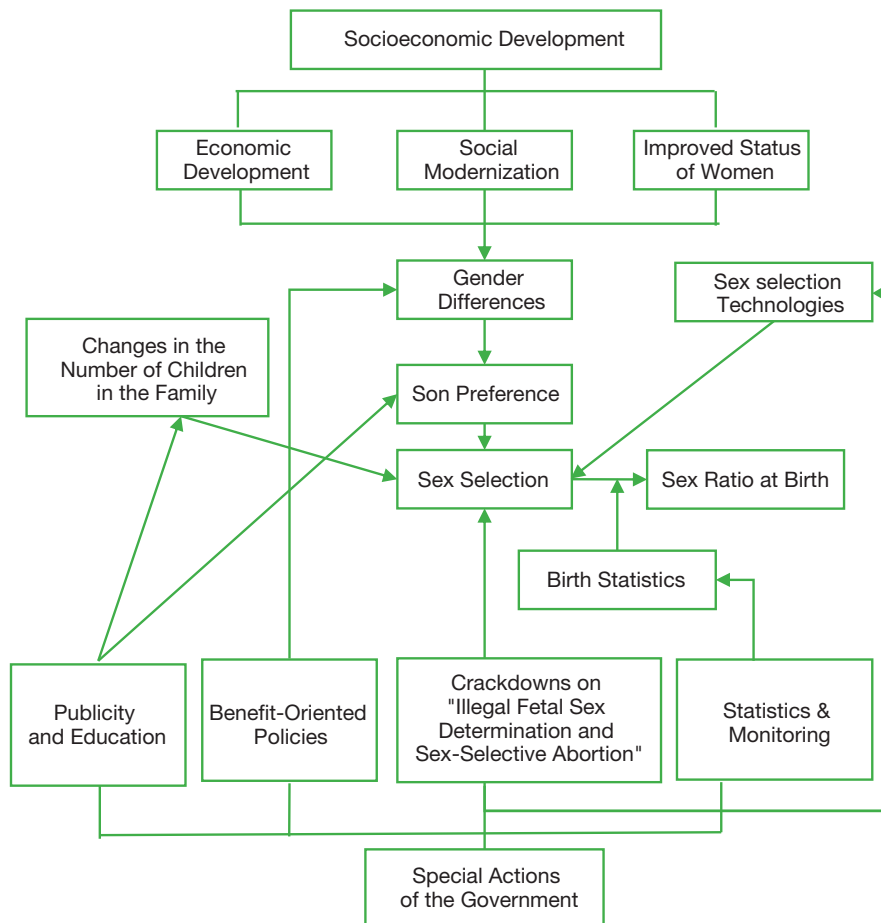 Socioeconomic Development
Economic
Development
Social
Modernization
Improved Status
of Women
Gender
Differences
Sex selection
Technologies
Changes in the
Number of Children
in the Family
Son Preference
Sex Selection
Sex Ratio at Birth
Birth Statistics
Publicity
and Education
Benefit-Oriented
Policies
Crackdowns on
"Illegal Fetal Sex
Determination and
Sex-Selective Abortion"
Statistics &
Monitoring
Special Actions
of the Government